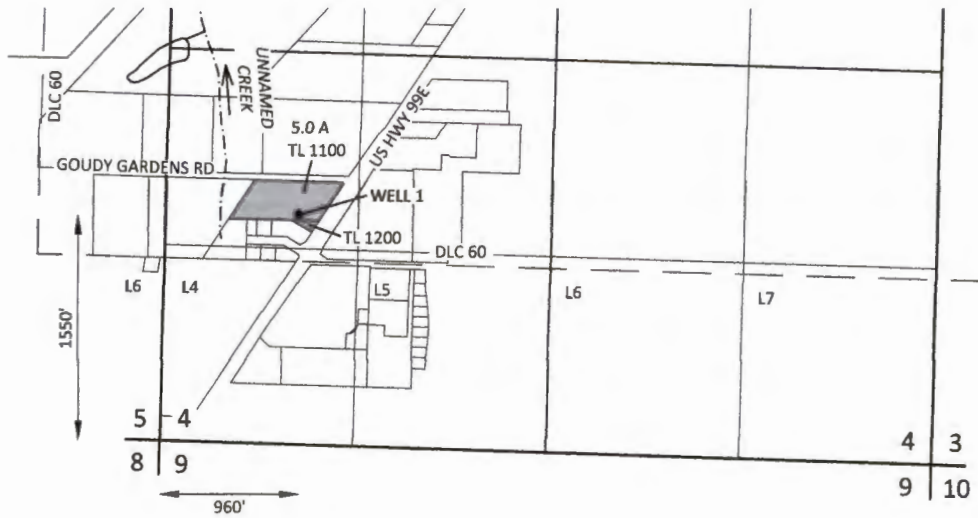 DLC 60
UNNAMED
CREEK
US HWY 99E
5.0 A
TL 1100
GOUDY GARDENS RD
WELL 1
TL 1200
DLC 60
L6
L4
L5
L6
L7
1550'
5
4
4
3
8
9
9
10
960'